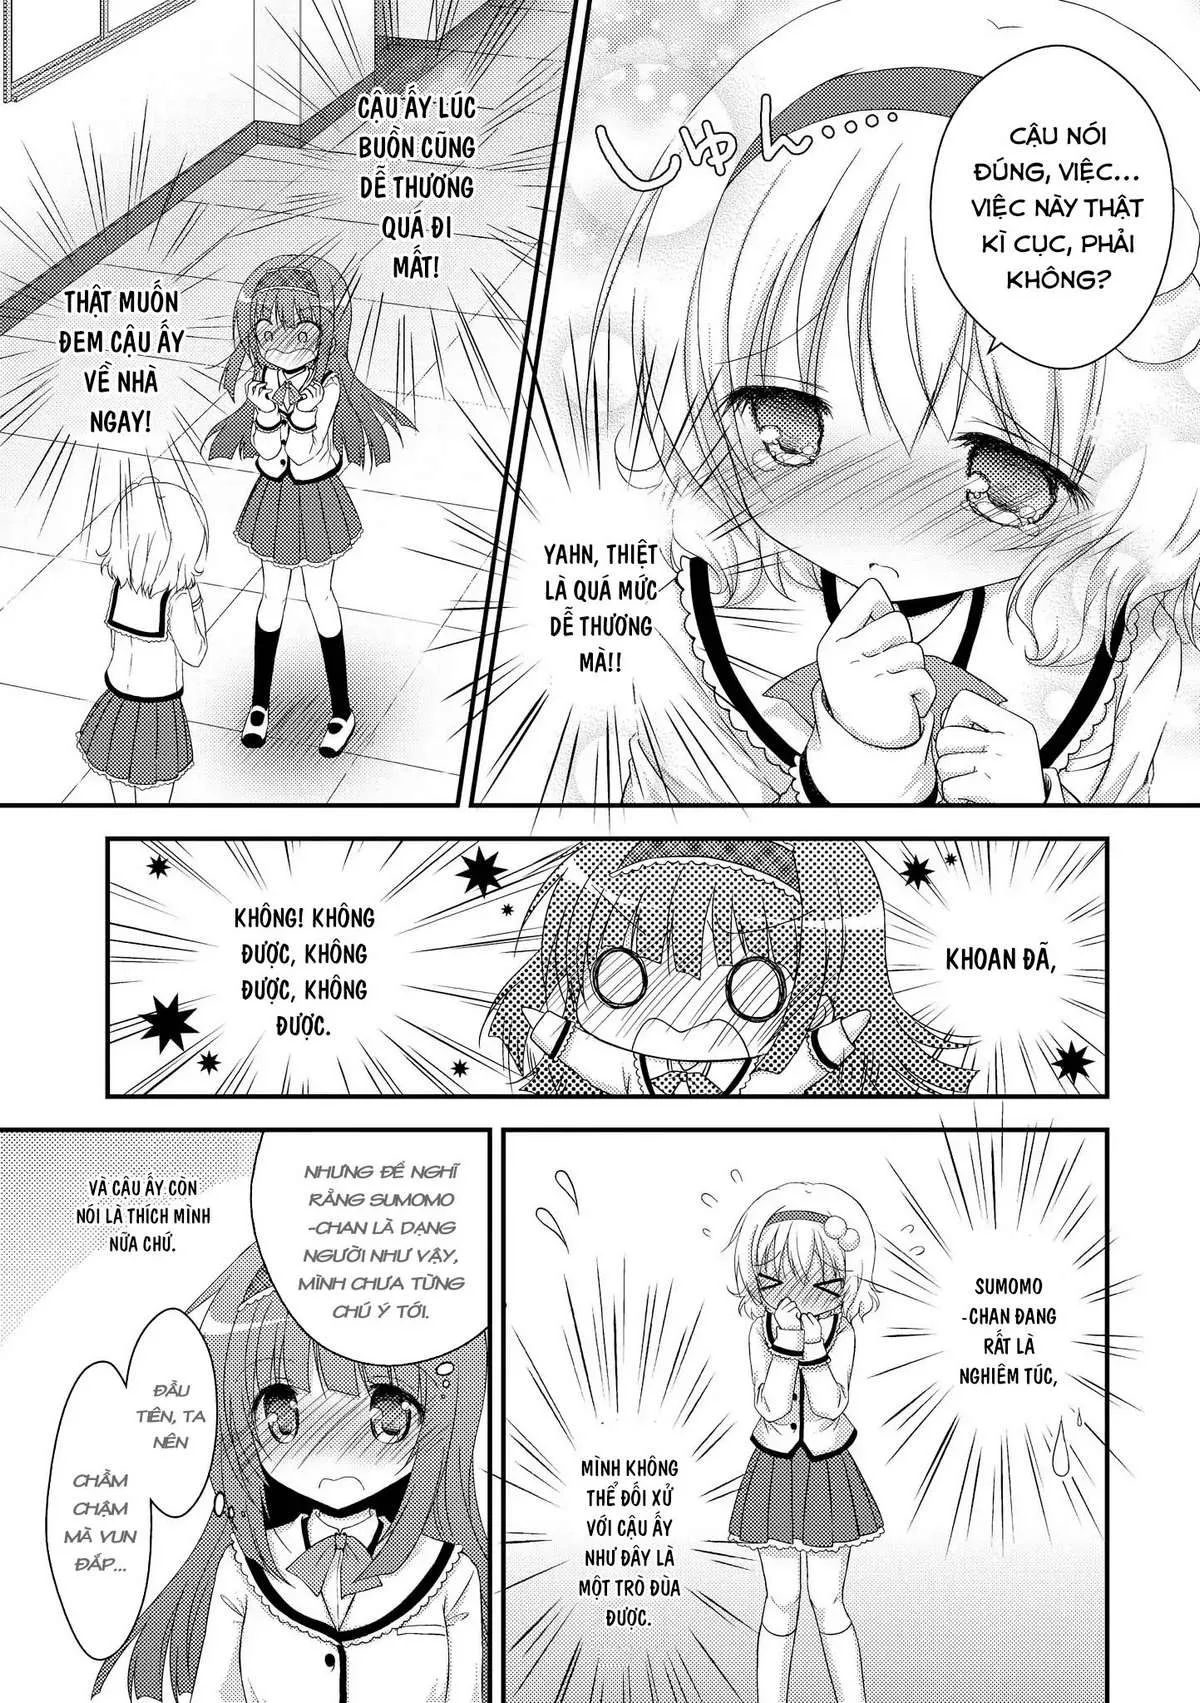 CẬU NÓI
ĐÚNG, VIỆC...
VIỆC NÀY THẬT
KÌ CỤC, PHẢI
KHÔNG?
しゅん......
YAHN, THIỆT
LÀ QUÁ MỨC
DỄ THƯƠNG
MÀ!!
CẬU ẤY LÚC
BUỒN CŨNG
DỄ THƯƠNG
QUÁ ĐI
MẤT!
THẬT MUỐN
ĐEM CẬU ẤY
VỀ NHÀ
NGAY!
KHOAN ĐÃ,
KHÔNG! KHÔNG
ĐƯỢC, KHÔNG
ĐƯỢC, KHÔNG
ĐƯỢC.
SUMOMO
-CHAN ĐANG
RẤT LÀ
NGHIÊM TÚC,
MÌNH KHÔNG
THỂ ĐỐI XỬ
VỚI CẬU ẤY
NHƯ ĐÂY LÀ
MỘT TRÒ ĐÙA
ĐƯỢC.
NHƯNG ĐỂ NGHĨ
RẰNG SUMOMO
-CHAN LÀ DẠNG
NGƯỜI NHƯ VẬY,
MÌNH CHƯA TỪNG
CHÚ Ý TỚI.
VÀ CẬU ẤY CÒN
NÓI LÀ THÍCH MÌNH
NỮA CHỨ.
ĐẦU
TIÊN, TA
NÊN
CHẦM
CHẬM
MÀ VUN
ĐẮP...